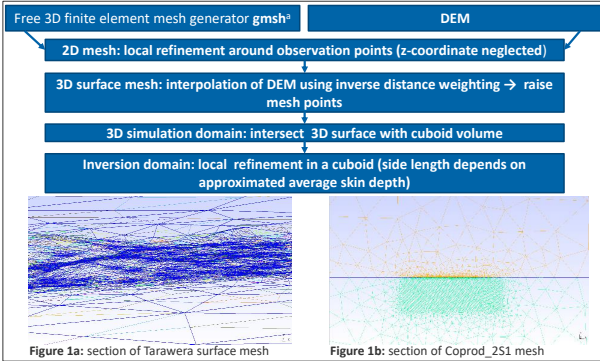 Free 3D finite element mesh generator gmshᵃ
DEM
2D mesh: local refinement around observation points (z-coordinate neglected)
3D surface mesh: interpolation of DEM using inverse distance weighting → raise
mesh points
3D simulation domain: intersect 3D surface with cuboid volume
Inversion domain: local refinement in a cuboid (side length depends on
approximated average skin depth)
Figure 1a: section of Tarawera surface mesh
Figure 1b: section of Coprod_2S1 mesh